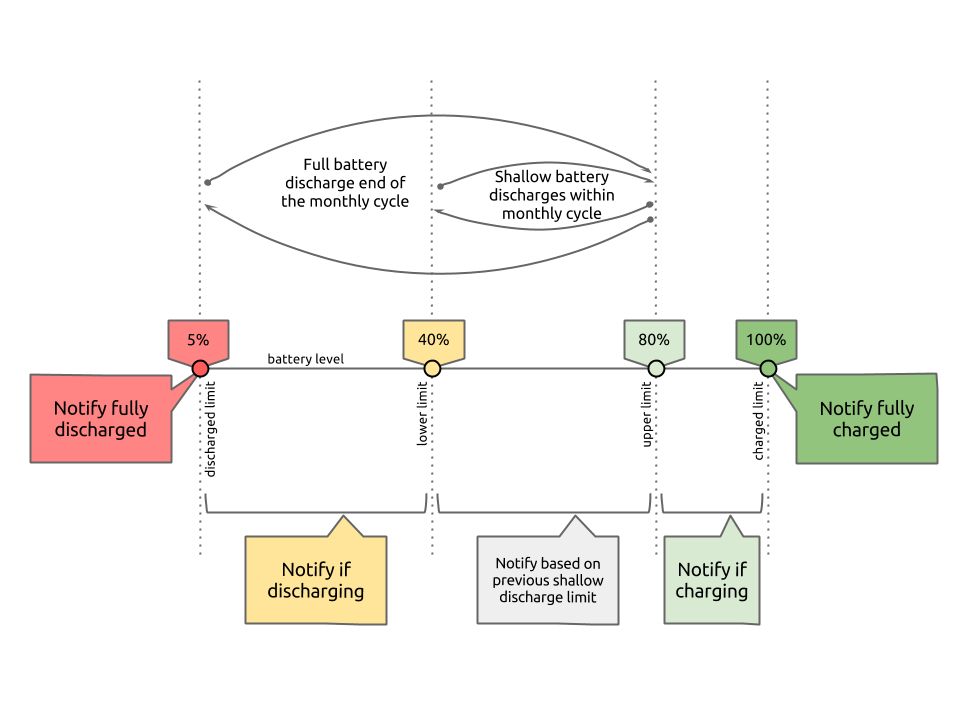 Full battery
discharge end of
the monthly cycle
Shallow battery
discharges within
monthly cycle
5%
40%
80%
100%
battery level
Notify fully
discharged
discharged limit
lower limit
upper limit
charged limit
Notify fully
charged
Notify if
discharging
Notify based on
previous shallow
discharge limit
Notify if
charging